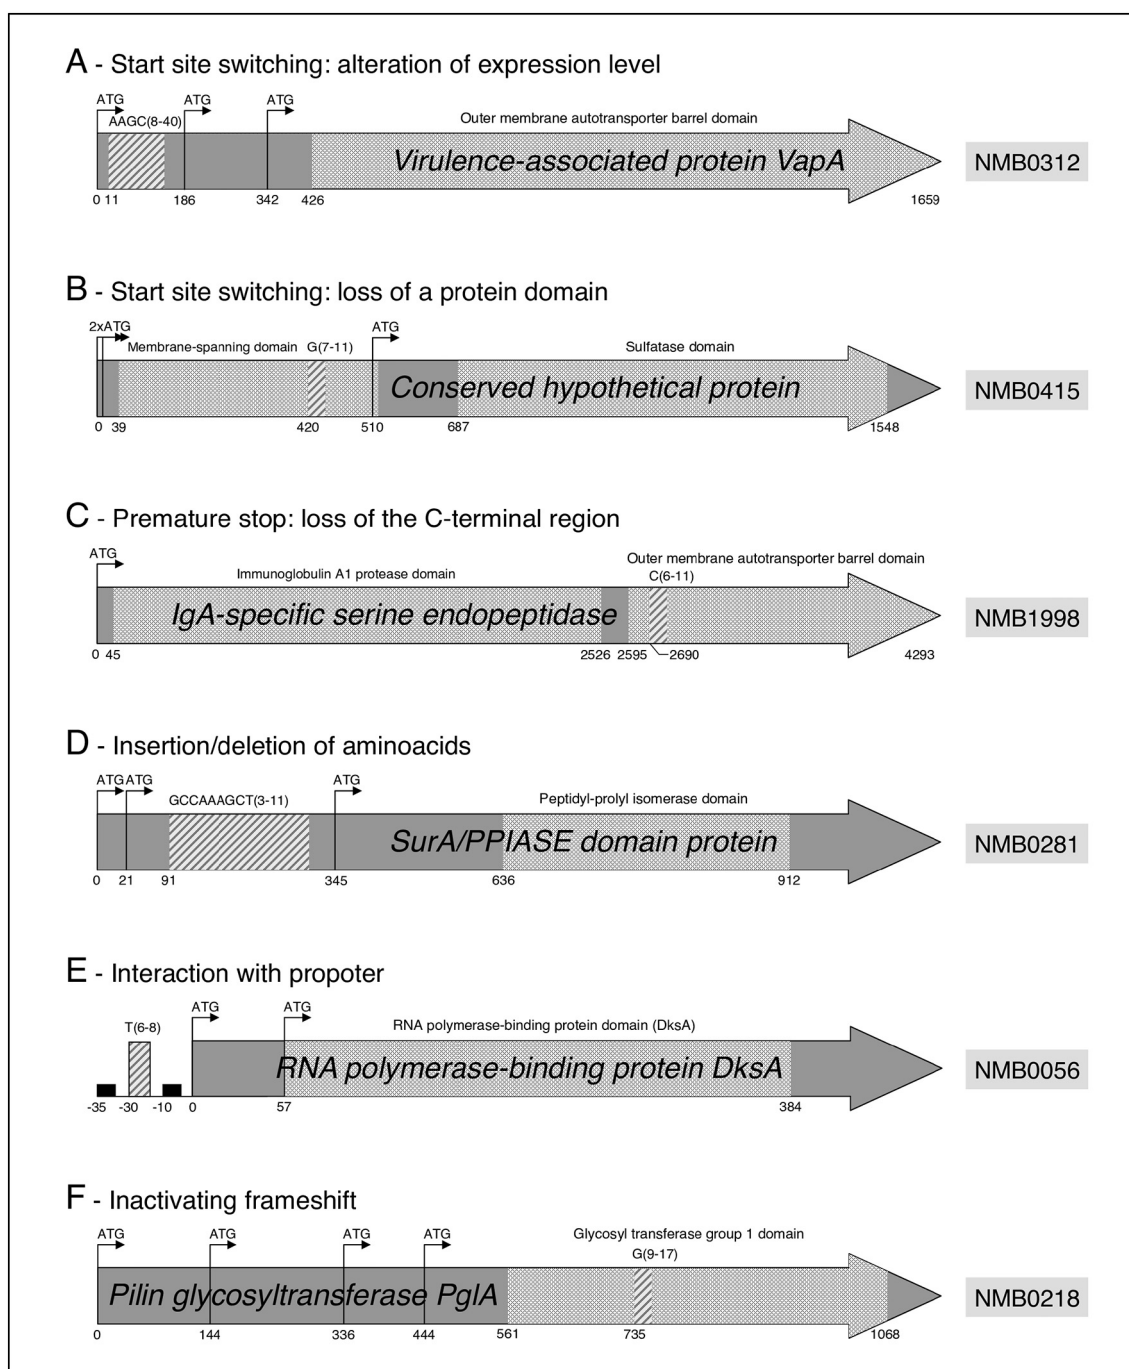 A - Start site switching: alteration of expression level
ATG ATG ATG
AAGC(8-40)
Outer membrane autotransporter barrel domain
Virulence-associated protein VapA
NMB0312
0 11 186 342 426 1659
B - Start site switching: loss of a protein domain
2xATG ATG
Membrane-spanning domain G(7-11) Sulfatase domain
Conserved hypothetical protein
NMB0415
0 39 420 510 687 1548
C - Premature stop: loss of the C-terminal region
ATG
Outer membrane autotransporter barrel domain
Immunoglobulin A1 protease domain C(6-11)
IgA-specific serine endopeptidase
NMB1998
0 45 2526 2595 2690 4293
D - Insertion/deletion of aminoacids
ATG ATG ATG
GCCAAAGCT(3-11) Peptidyl-prolyl isomerase domain
SurA/PPIASE domain protein
NMB0281
0 21 91 345 636 912
E - Interaction with propoter
ATG ATG
T(6-8) RNA polymerase-binding protein domain (DksA)
RNA polymerase-binding protein DksA
NMB0056
-35 -30 -10 0 57 384
F - Inactivating frameshift
ATG ATG ATG ATG
Glycosyl transferase group 1 domain
G(9-17)
Pilin glycosyltransferase PglA
NMB0218
0 144 336 444 561 735 1068